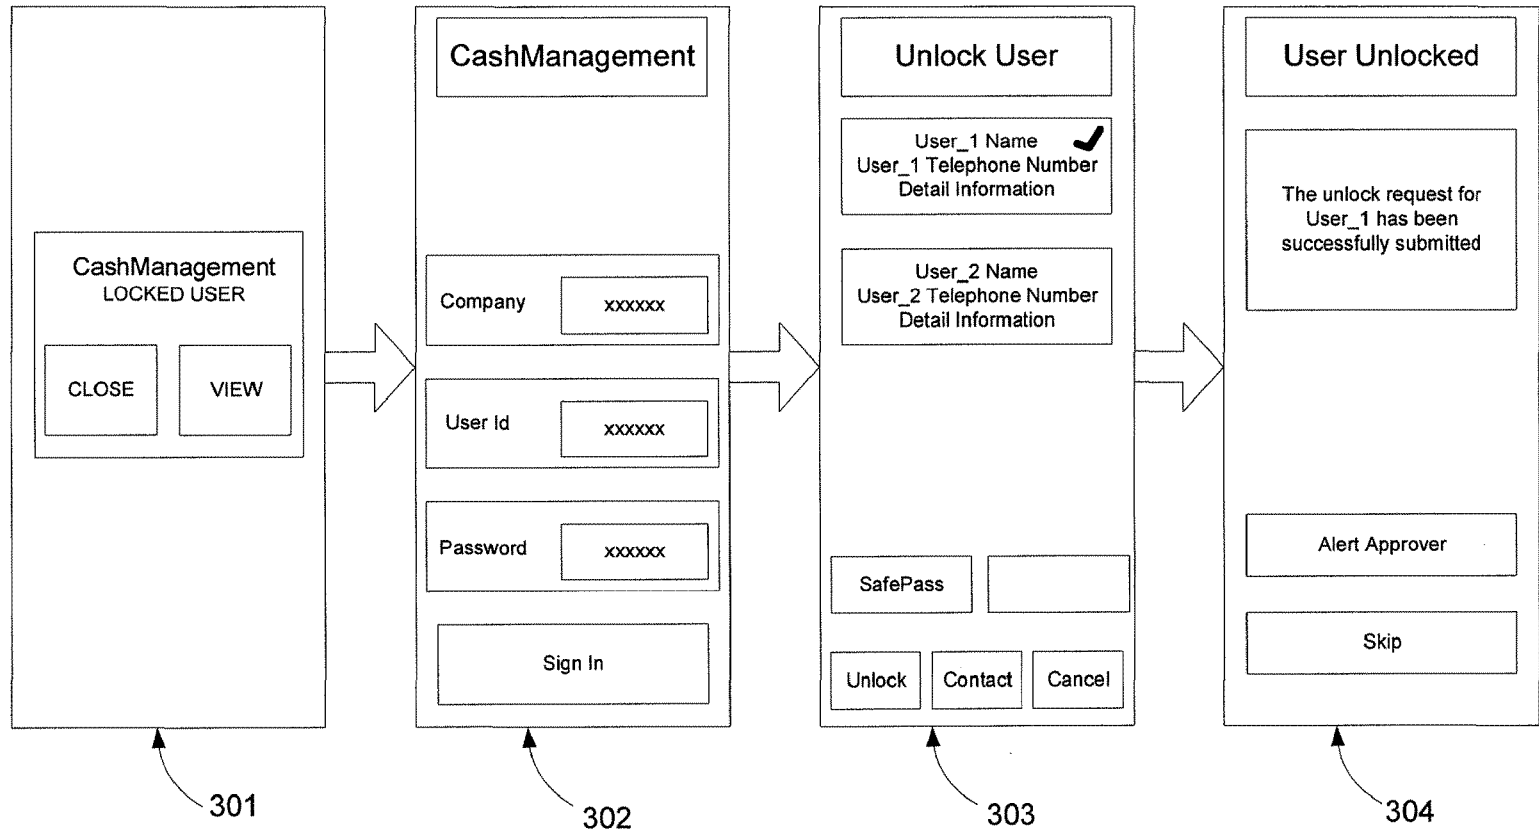 CashManagement
LOCKED USER
CLOSE
VIEW
301
CashManagement
Company
xxxxxx
User Id
xxxxxx
Password
xxxxxx
Sign In
302
Unlock User
User_1 Name
User_1 Telephone Number
Detail Information
User_2 Name
User_2 Telephone Number
Detail Information
SafePass
Unlock
Contact
Cancel
303
User Unlocked
The unlock request for
User_1 has been
successfully submitted
Alert Approver
Skip
304